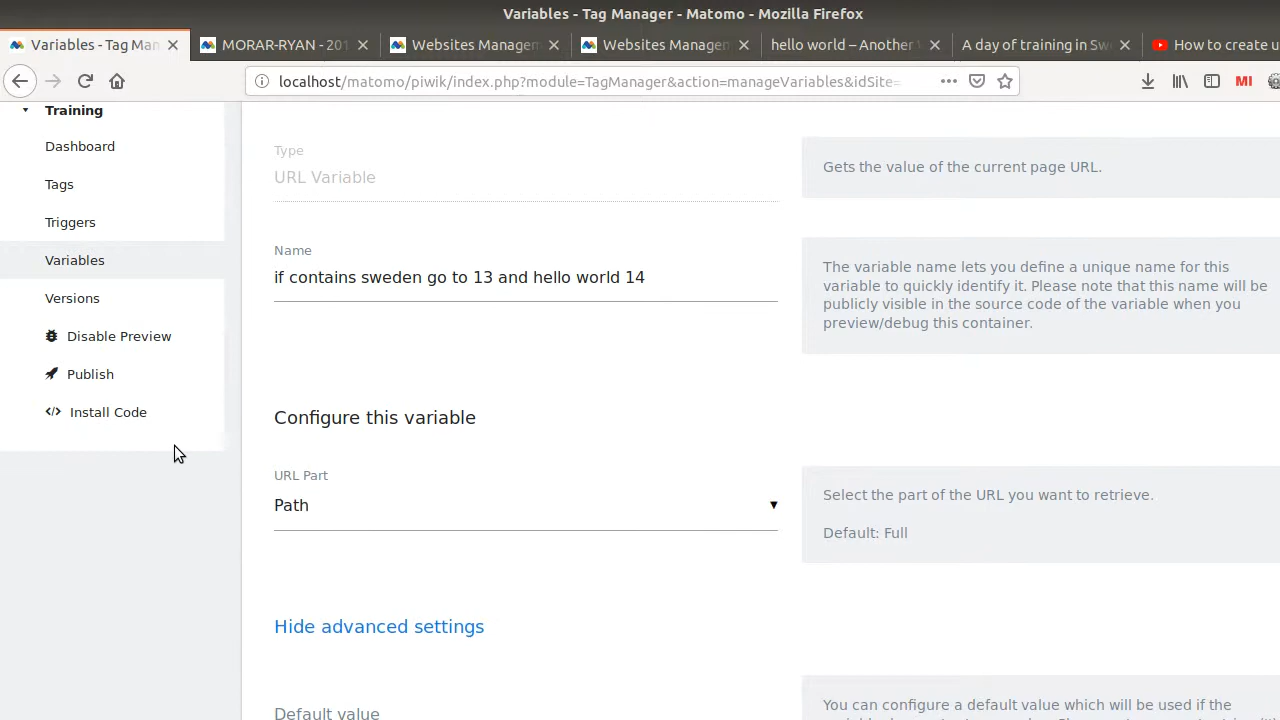 Variables - Tag Manager - Matomo - Mozilla Firefox
Variables - Tag Man
MORAR-RYAN - 201
Websites Managem
Websites Managem
hello world – Another
A day of training in Sw
How to create u
localhost/matomo/piwik/index.php?module=TagManager&action=manageVariables&idSite=
MI
Training
Dashboard
Tags
Triggers
Variables
Versions
Disable Preview
Publish
Install Code
Type
URL Variable
Gets the value of the current page URL.
Name
if contains sweden go to 13 and hello world 14
The variable name lets you define a unique name for this
variable to quickly identify it. Please note that this name will be
publicly visible in the source code of the variable when you
preview/debug this container.
Configure this variable
URL Part
Path
Select the part of the URL you want to retrieve.
Default: Full
Hide advanced settings
Default value
You can configure a default value which will be used if the